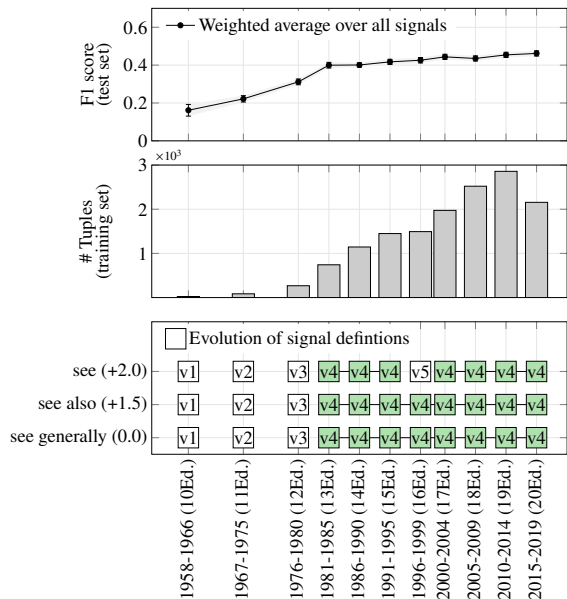 Weighted average over all signals
F1 score
(test set)
0.6
0.4
0.2
0
×10³
# Tuples
(training set)
3
2
1
Evolution of signal defintions
see (+2.0) v1 v2 v3 v4 v4 v4 v5 v4 v4 v4 v4
see also (+1.5) v1 v2 v3 v4 v4 v4 v4 v4 v4 v4 v4
see generally (0.0) v1 v2 v3 v4 v4 v4 v4 v4 v4 v4 v4
1958-1966 (10Ed.)
1967-1975 (11Ed.)
1976-1980 (12Ed.)
1981-1985 (13Ed.)
1986-1990 (14Ed.)
1991-1995 (15Ed.)
1996-1999 (16Ed.)
2000-2004 (17Ed.)
2005-2009 (18Ed.)
2010-2014 (19Ed.)
2015-2019 (20Ed.)